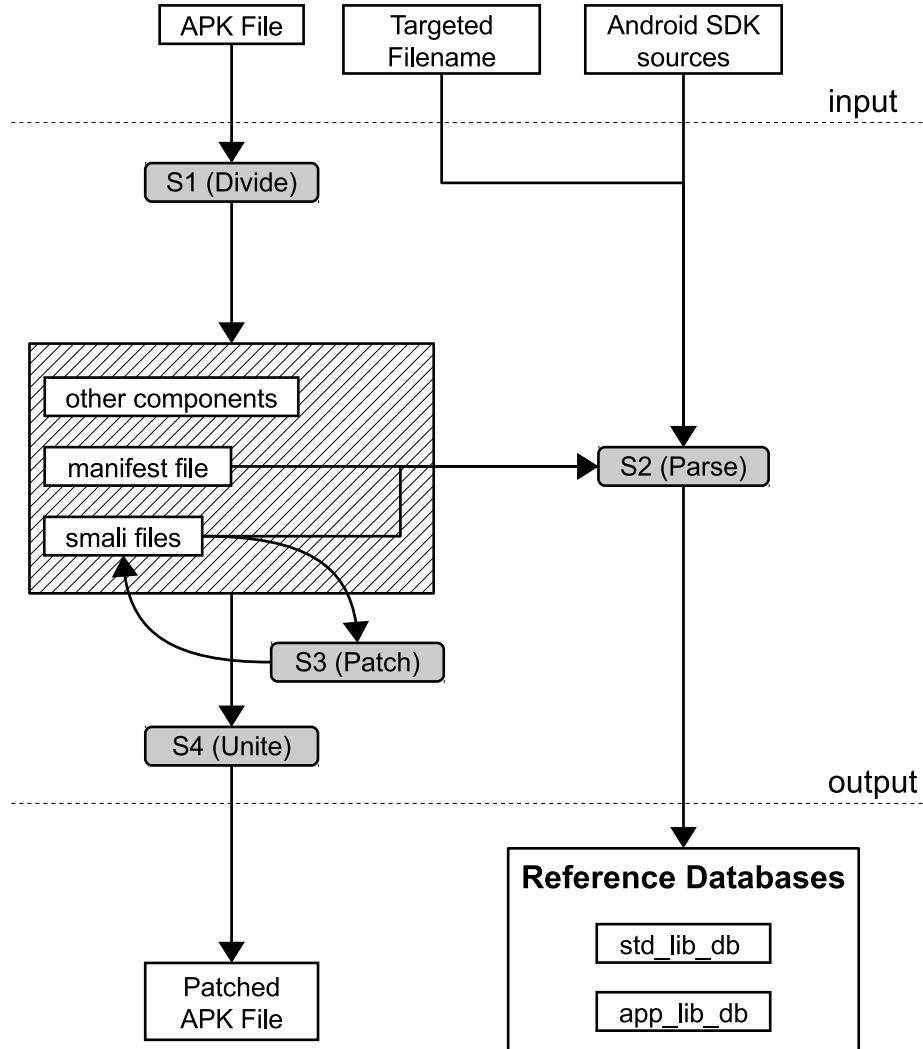 APK File
Targeted
Filename
Android SDK
sources
input
S1 (Divide)
other components
manifest file
smali files
S2 (Parse)
S3 (Patch)
S4 (Unite)
output
Reference Databases
std_lib_db
app_lib_db
Patched
APK File